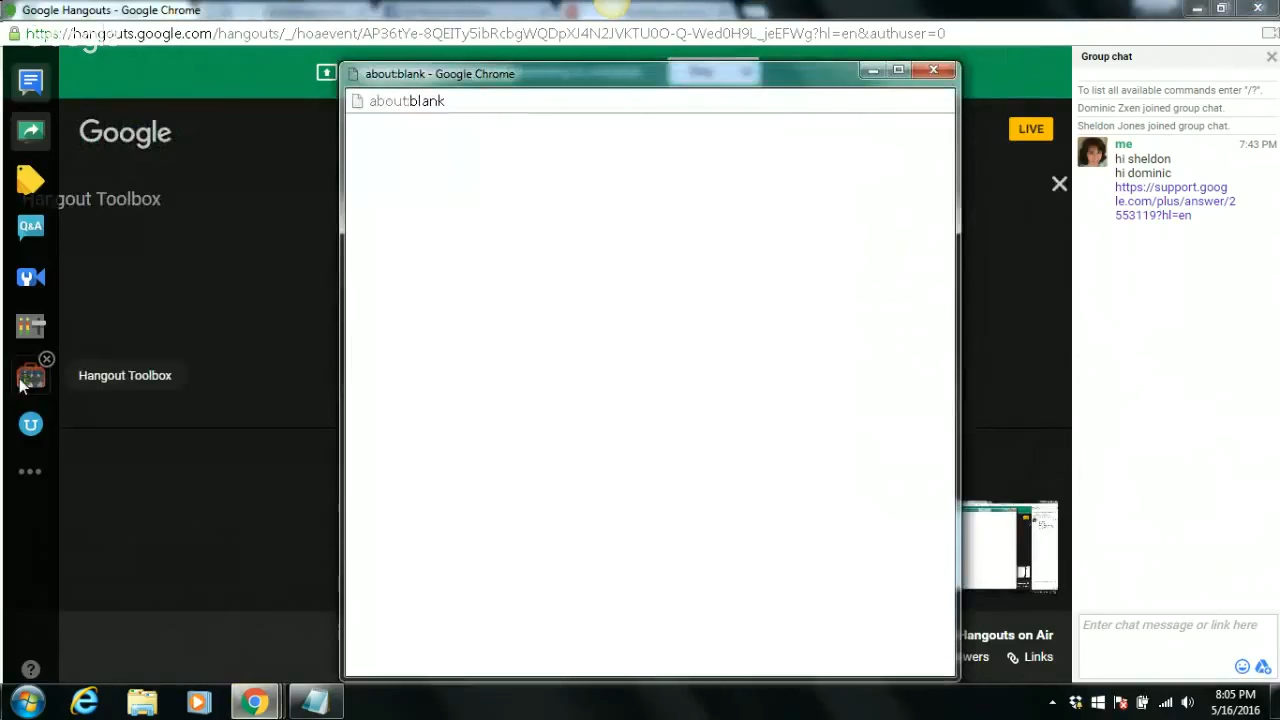 Google Hangouts - Google Chrome
https://hangouts.google.com/hangouts/_/hoaevent/AP36tYe-8QEITy5ibRcbgWQDpXJ4N2JVKTU0O-Q-Wed0H9L_jeEFWg?hl=en&authuser=0
Google
LIVE
Hangout Toolbox
Q&A
Hangout Toolbox
about:blank - Google Chrome
about:blank
Hangouts on Air
wers
Links
Group chat
To list all available commands enter "/?".
Dominic Zxen joined group chat.
Sheldon Jones joined group chat.
me
7:43 PM
hi sheldon
hi dominic
https://support.goog
le.com/plus/answer/2
553119?hl=en
Enter chat message or link here
8:05 PM
5/16/2016